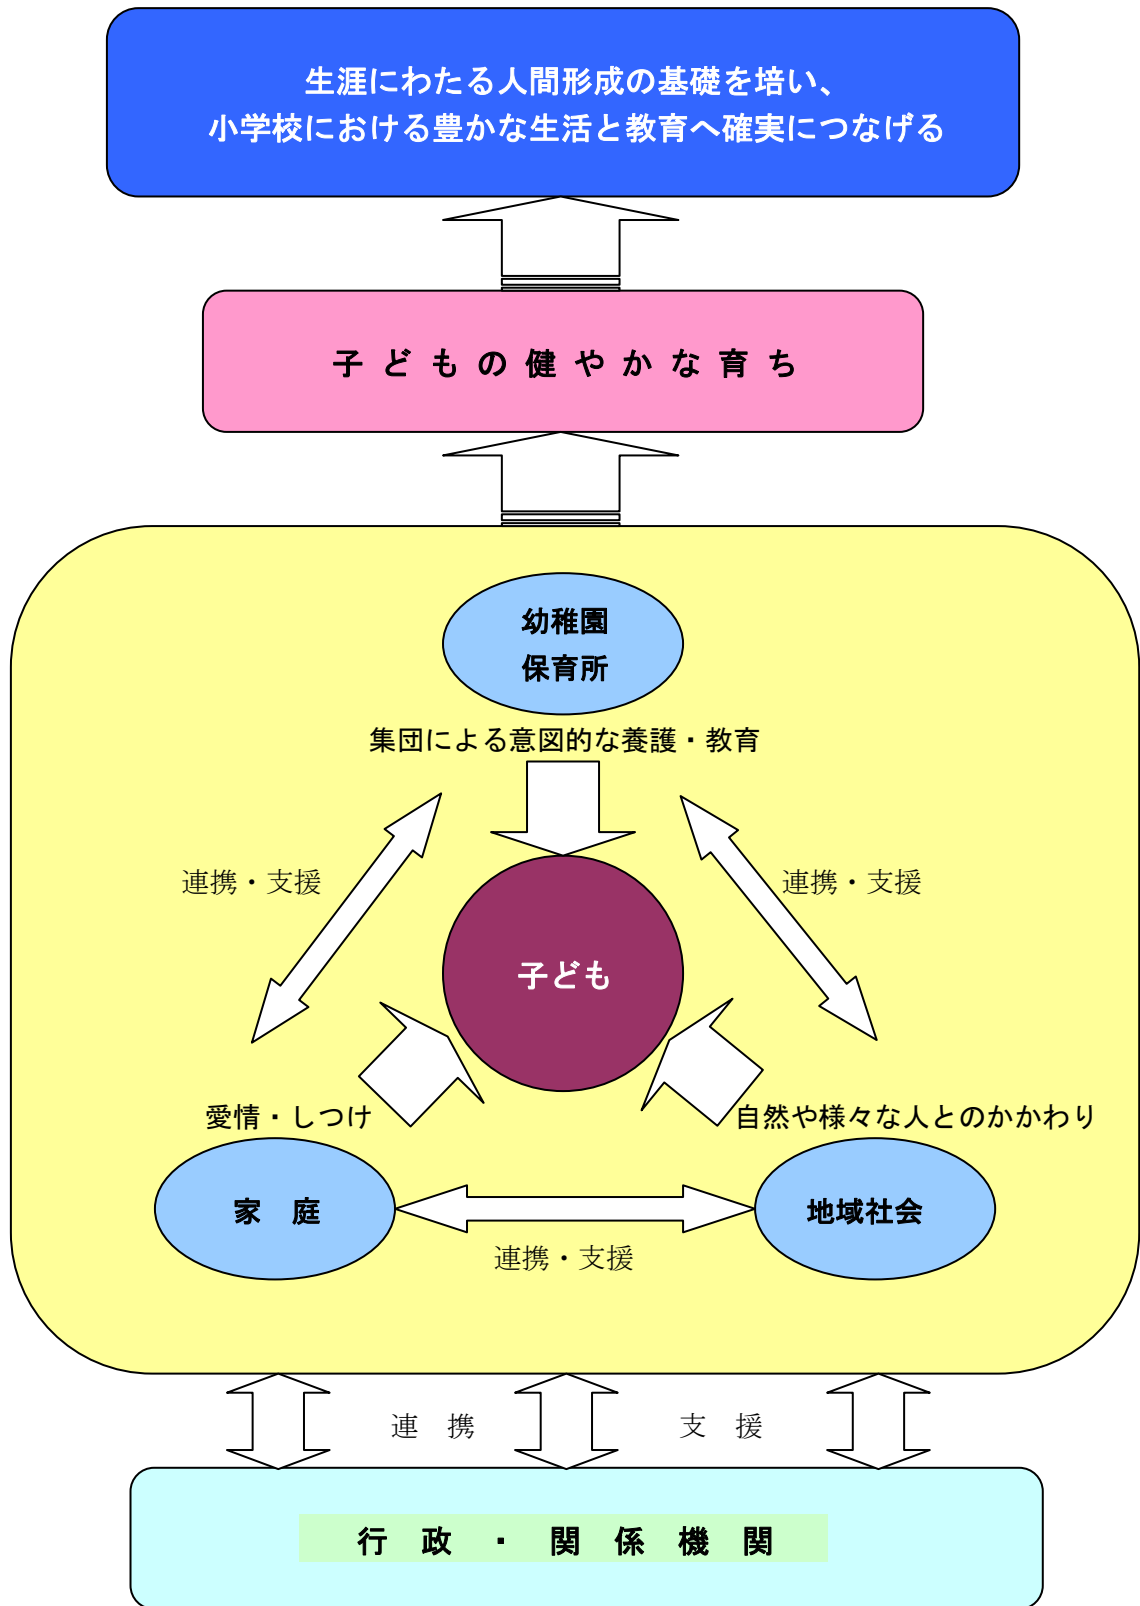 生涯にわたる人間形成の基礎を培い、
小学校における豊かな生活と教育へ確実につなげる
子どもの健やかな育ち
幼稚園
保育所
集団による意図的な養護・教育
連携・支援
連携・支援
子ども
愛情・しつけ
自然や様々な人とのかかわり
家　庭
地域社会
連携・支援
連　携
支　援
行　政　・　関　係　機　関